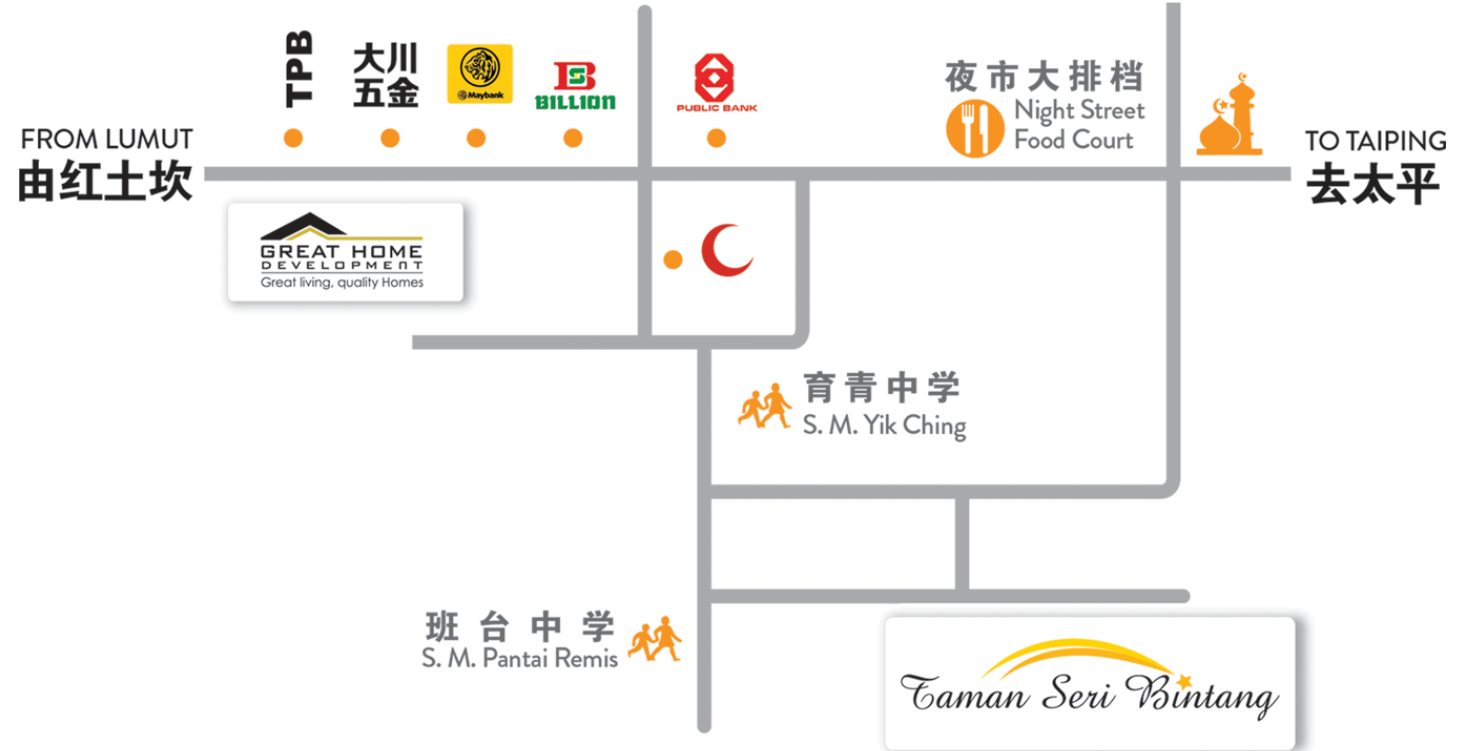 TPB
大川
五金
Maybank
BILLION
PUBLIC BANK
夜市大排档
Night Street
Food Court
FROM LUMUT
由红土坎
TO TAIPING
去太平
GREAT HOME
DEVELOPMENT
Great living, quality Homes
育青中学
S. M. Yik Ching
班台中学
S. M. Pantai Remis
Taman Seri Bintang